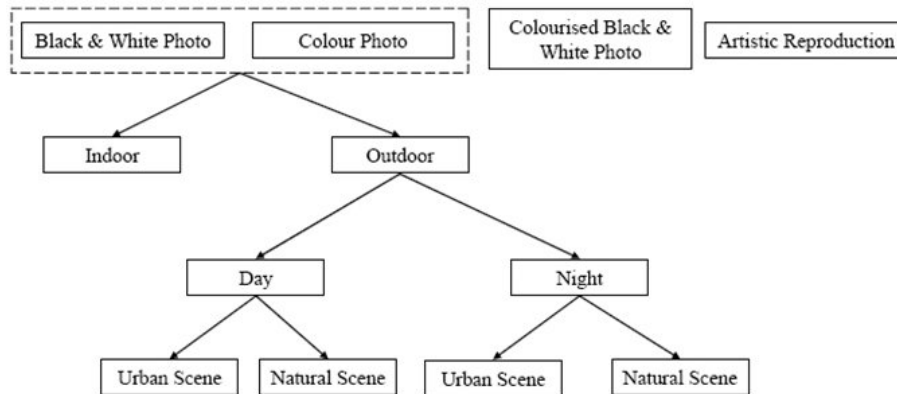 Black & White Photo
Colour Photo
Colourised Black &
White Photo
Artistic Reproduction
Indoor
Outdoor
Day
Night
Urban Scene
Natural Scene
Urban Scene
Natural Scene